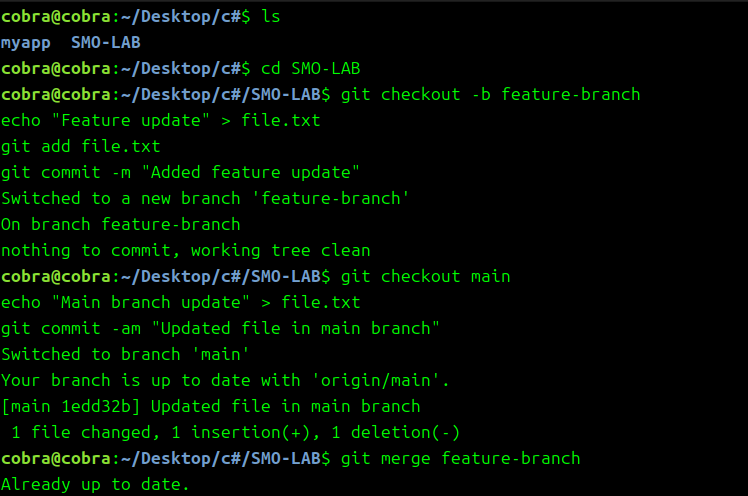 cobra@cobra:~/Desktop/c#$ ls
myapp  SMO-LAB
cobra@cobra:~/Desktop/c#$ cd SMO-LAB
cobra@cobra:~/Desktop/c#/SMO-LAB$ git checkout -b feature-branch
echo "Feature update" > file.txt
git add file.txt
git commit -m "Added feature update"
Switched to a new branch 'feature-branch'
On branch feature-branch
nothing to commit, working tree clean
cobra@cobra:~/Desktop/c#/SMO-LAB$ git checkout main
echo "Main branch update" > file.txt
git commit -am "Updated file in main branch"
Switched to branch 'main'
Your branch is up to date with 'origin/main'.
[main 1edd32b] Updated file in main branch
 1 file changed, 1 insertion(+), 1 deletion(-)
cobra@cobra:~/Desktop/c#/SMO-LAB$ git merge feature-branch
Already up to date.